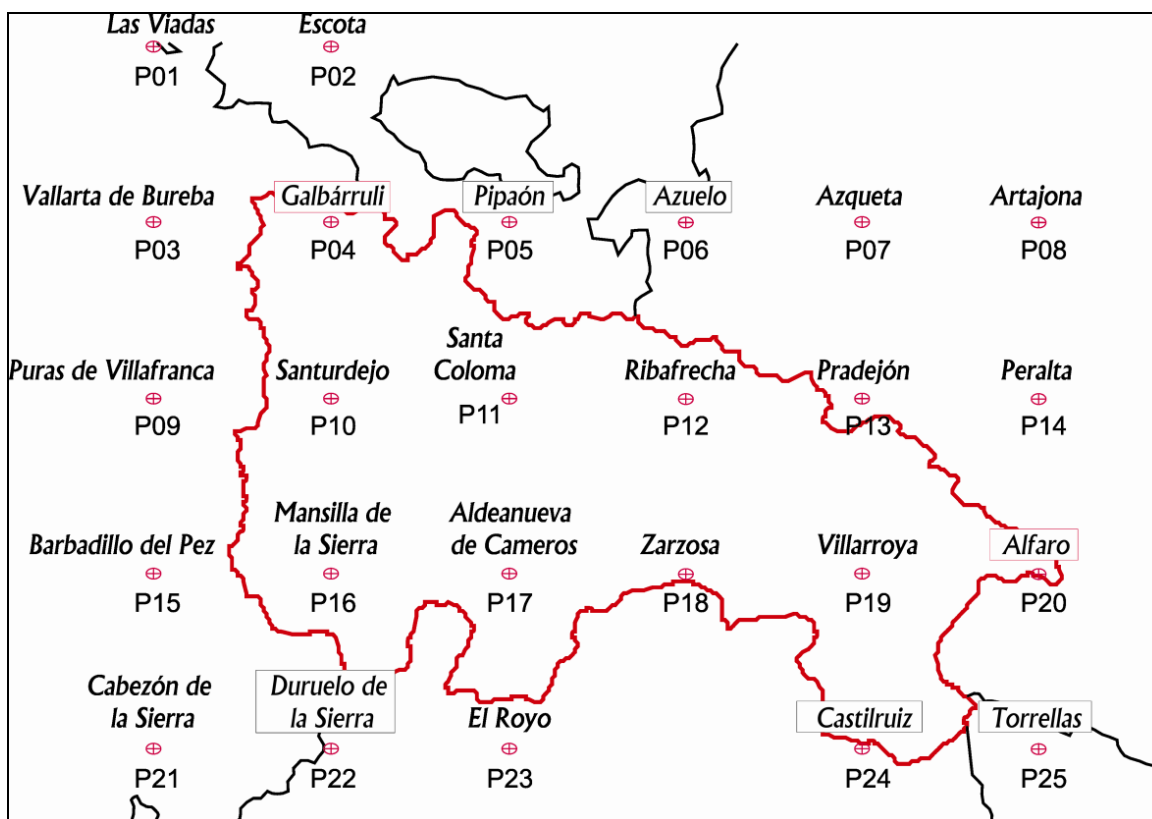 Las Viadas
P01
Escota
P02
Vallarta de Bureba
P03
Galbárruli
P04
Pipaón
P05
Azuelo
P06
Azqueta
P07
Artajona
P08
Puras de Villafranca
P09
Santurdejo
P10
Santa
Coloma
P11
Ribafrecha
P12
Pradejón
P13
Peralta
P14
Barbadillo del Pez
P15
Mansilla de
la Sierra
P16
Aldeanueva
de Cameros
P17
Zarzosa
P18
Villarroya
P19
Alfaro
P20
Cabezón de
la Sierra
P21
Duruelo de
la Sierra
P22
El Royo
P23
Castilruiz
P24
Torrellas
P25